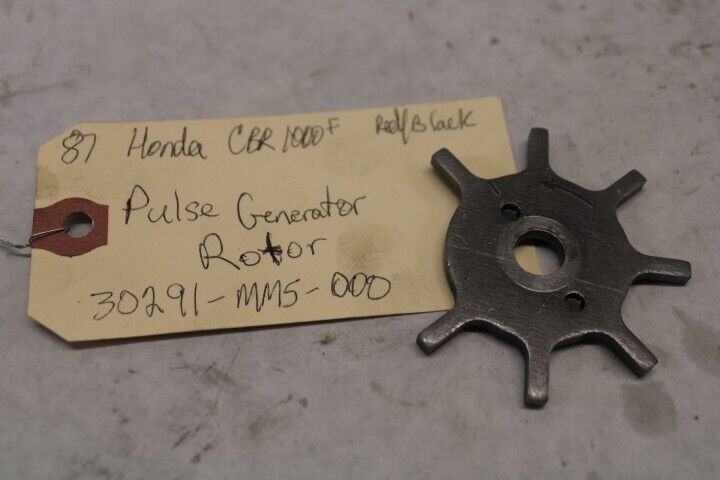 87 Honda CBR1000F Red/Black
Pulse Generator
Rotor
30291-MM5-000